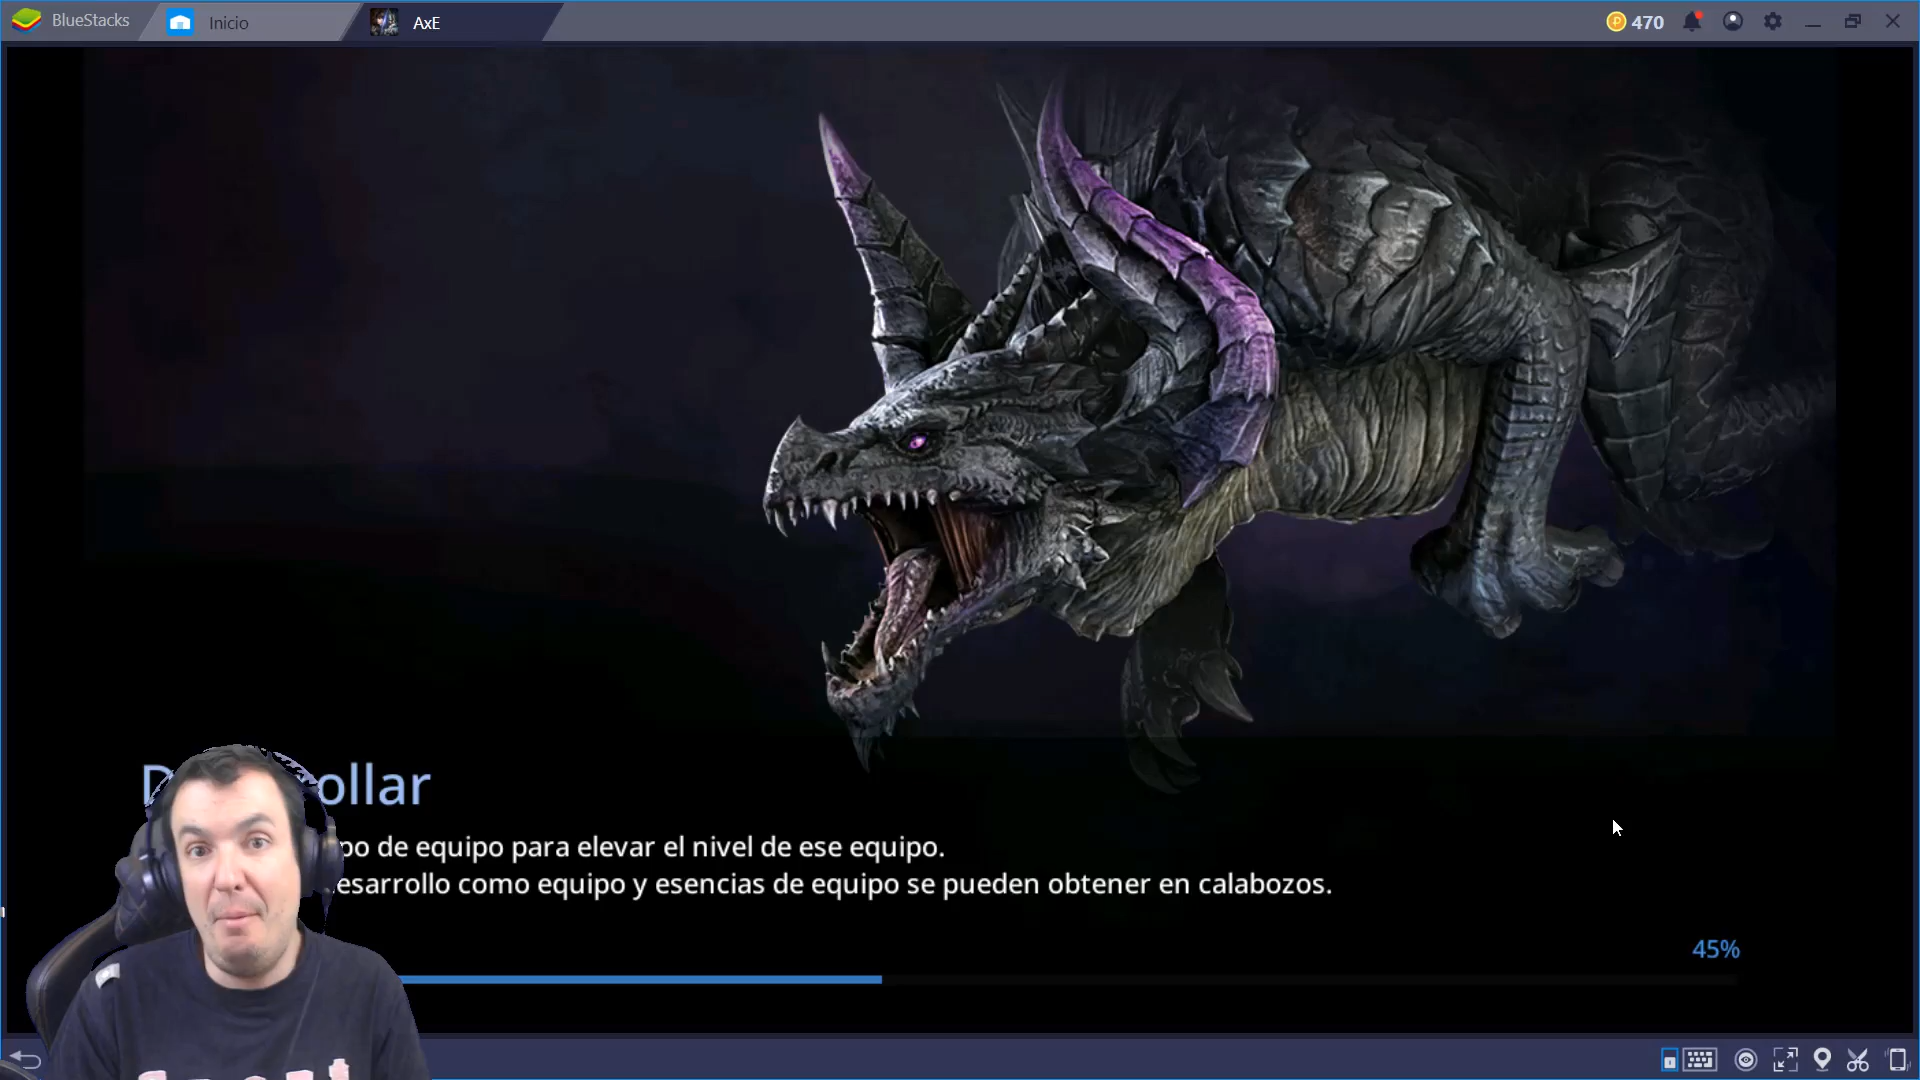 BlueStacks
Inicio
AxE
470
ollar
po de equipo para elevar el nivel de ese equipo.
esarrollo como equipo y esencias de equipo se pueden obtener en calabozos.
45%